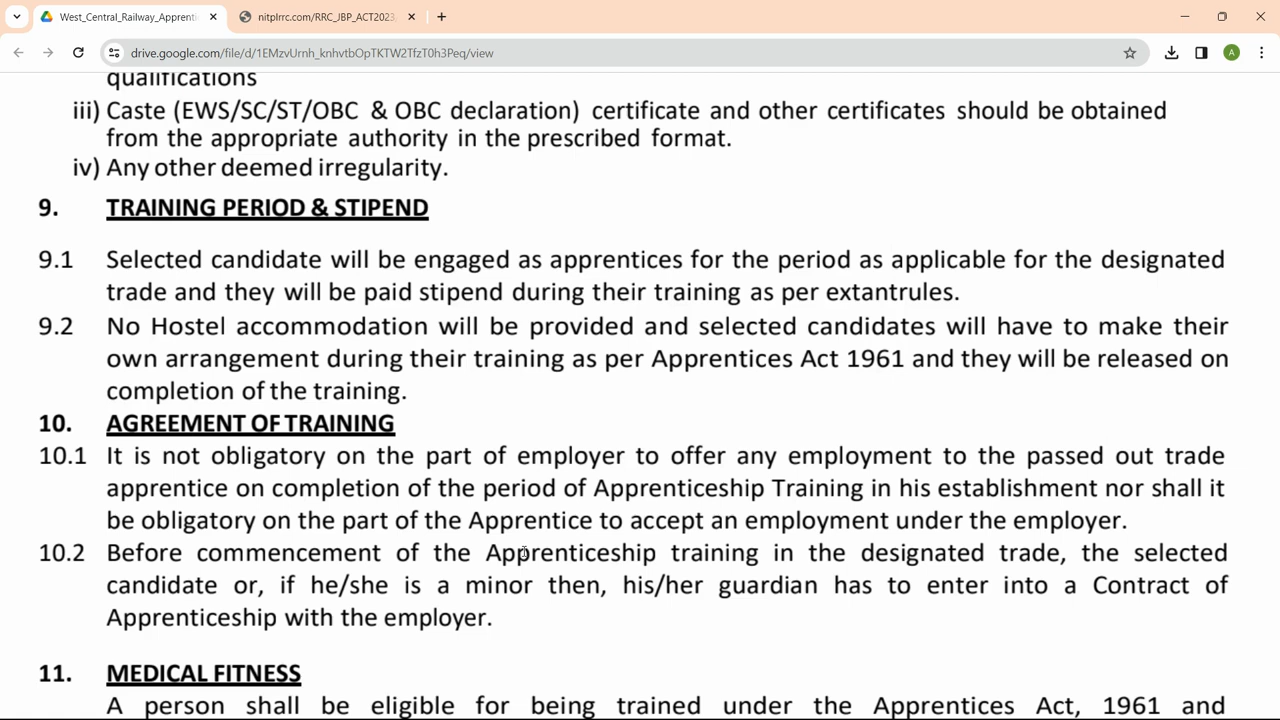 West_Central_Railway_Apprenti
nitplrrc.com/RRC_JBP_ACT2023
drive.google.com/file/d/1EMzvUrnh_knhvtbOpTKTW2TfzT0h3Peq/view
A
qualifications
iii) Caste (EWS/SC/ST/OBC & OBC declaration) certificate and other certificates should be obtained
from the appropriate authority in the prescribed format.
iv) Any other deemed irregularity.
9. TRAINING PERIOD & STIPEND
9.1 Selected candidate will be engaged as apprentices for the period as applicable for the designated
trade and they will be paid stipend during their training as per extantrules.
9.2 No Hostel accommodation will be provided and selected candidates will have to make their
own arrangement during their training as per Apprentices Act 1961 and they will be released on
completion of the training.
10. AGREEMENT OF TRAINING
10.1 It is not obligatory on the part of employer to offer any employment to the passed out trade
apprentice on completion of the period of Apprenticeship Training in his establishment nor shall it
be obligatory on the part of the Apprentice to accept an employment under the employer.
10.2 Before commencement of the Apprenticeship training in the designated trade, the selected
candidate or, if he/she is a minor then, his/her guardian has to enter into a Contract of
Apprenticeship with the employer.
11. MEDICAL FITNESS
A person shall be eligible for being trained under the Apprentices Act, 1961 and